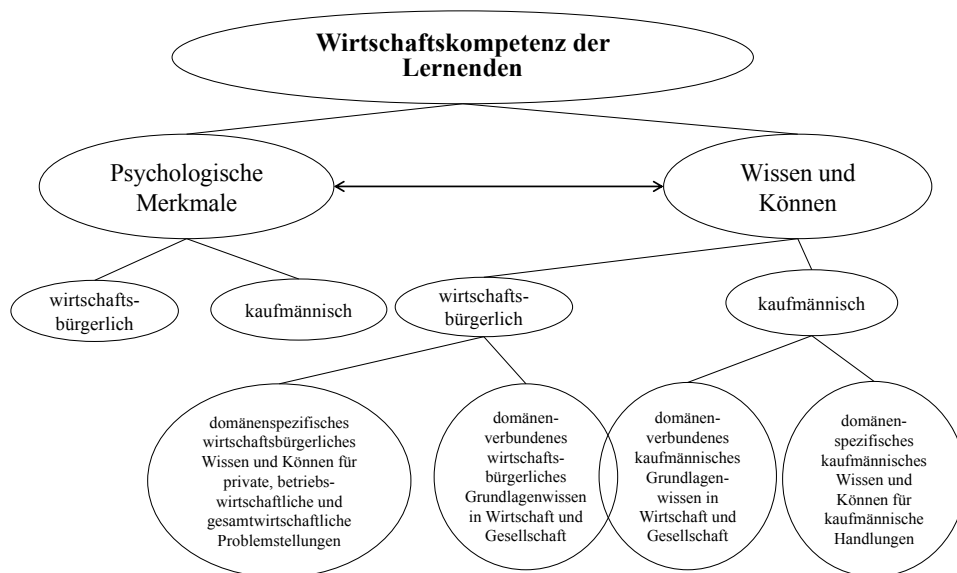 Wirtschaftskompetenz der
Lernenden
Psychologische
Merkmale
Wissen und
Können
wirtschafts-
bürgerlich
kaufmännisch
wirtschafts-
bürgerlich
kaufmännisch
domänenspezifisches
wirtschaftsbürgerliches
Wissen und Können für
private, betriebs-
wirtschaftliche und
gesamtwirtschaftliche
Problemstellungen
domänen-
verbundenes
wirtschafts-
bürgerliches
Grundlagenwissen
in Wirtschaft und
Gesellschaft
domänen-
verbundenes
kaufmännisches
Grundlagen-
wissen in
Wirtschaft und
Gesellschaft
domänen-
spezifisches
kaufmännisches
Wissen und
Können für
kaufmännische
Handlungen